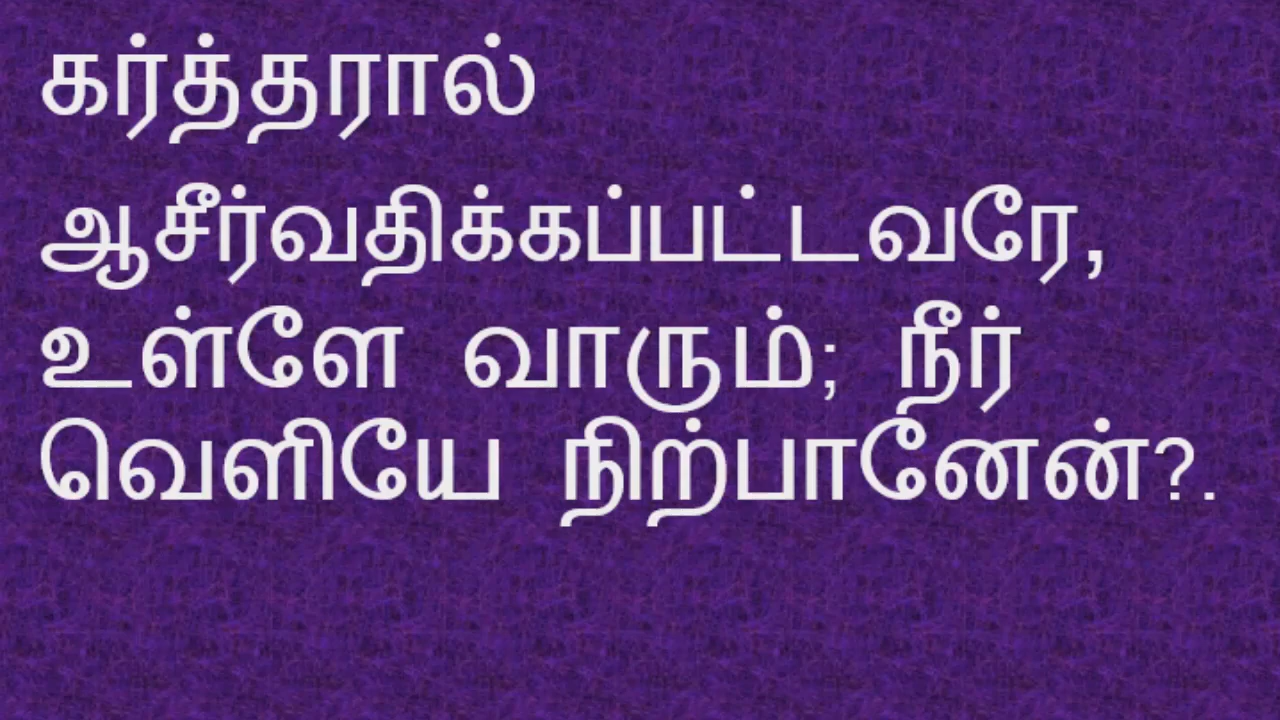 கர்த்தரால்
ஆசீர்வதிக்கப்பட்டவரே,
உள்ளே வாரும்; நீர்
வெளியே நிற்பானேன்?.